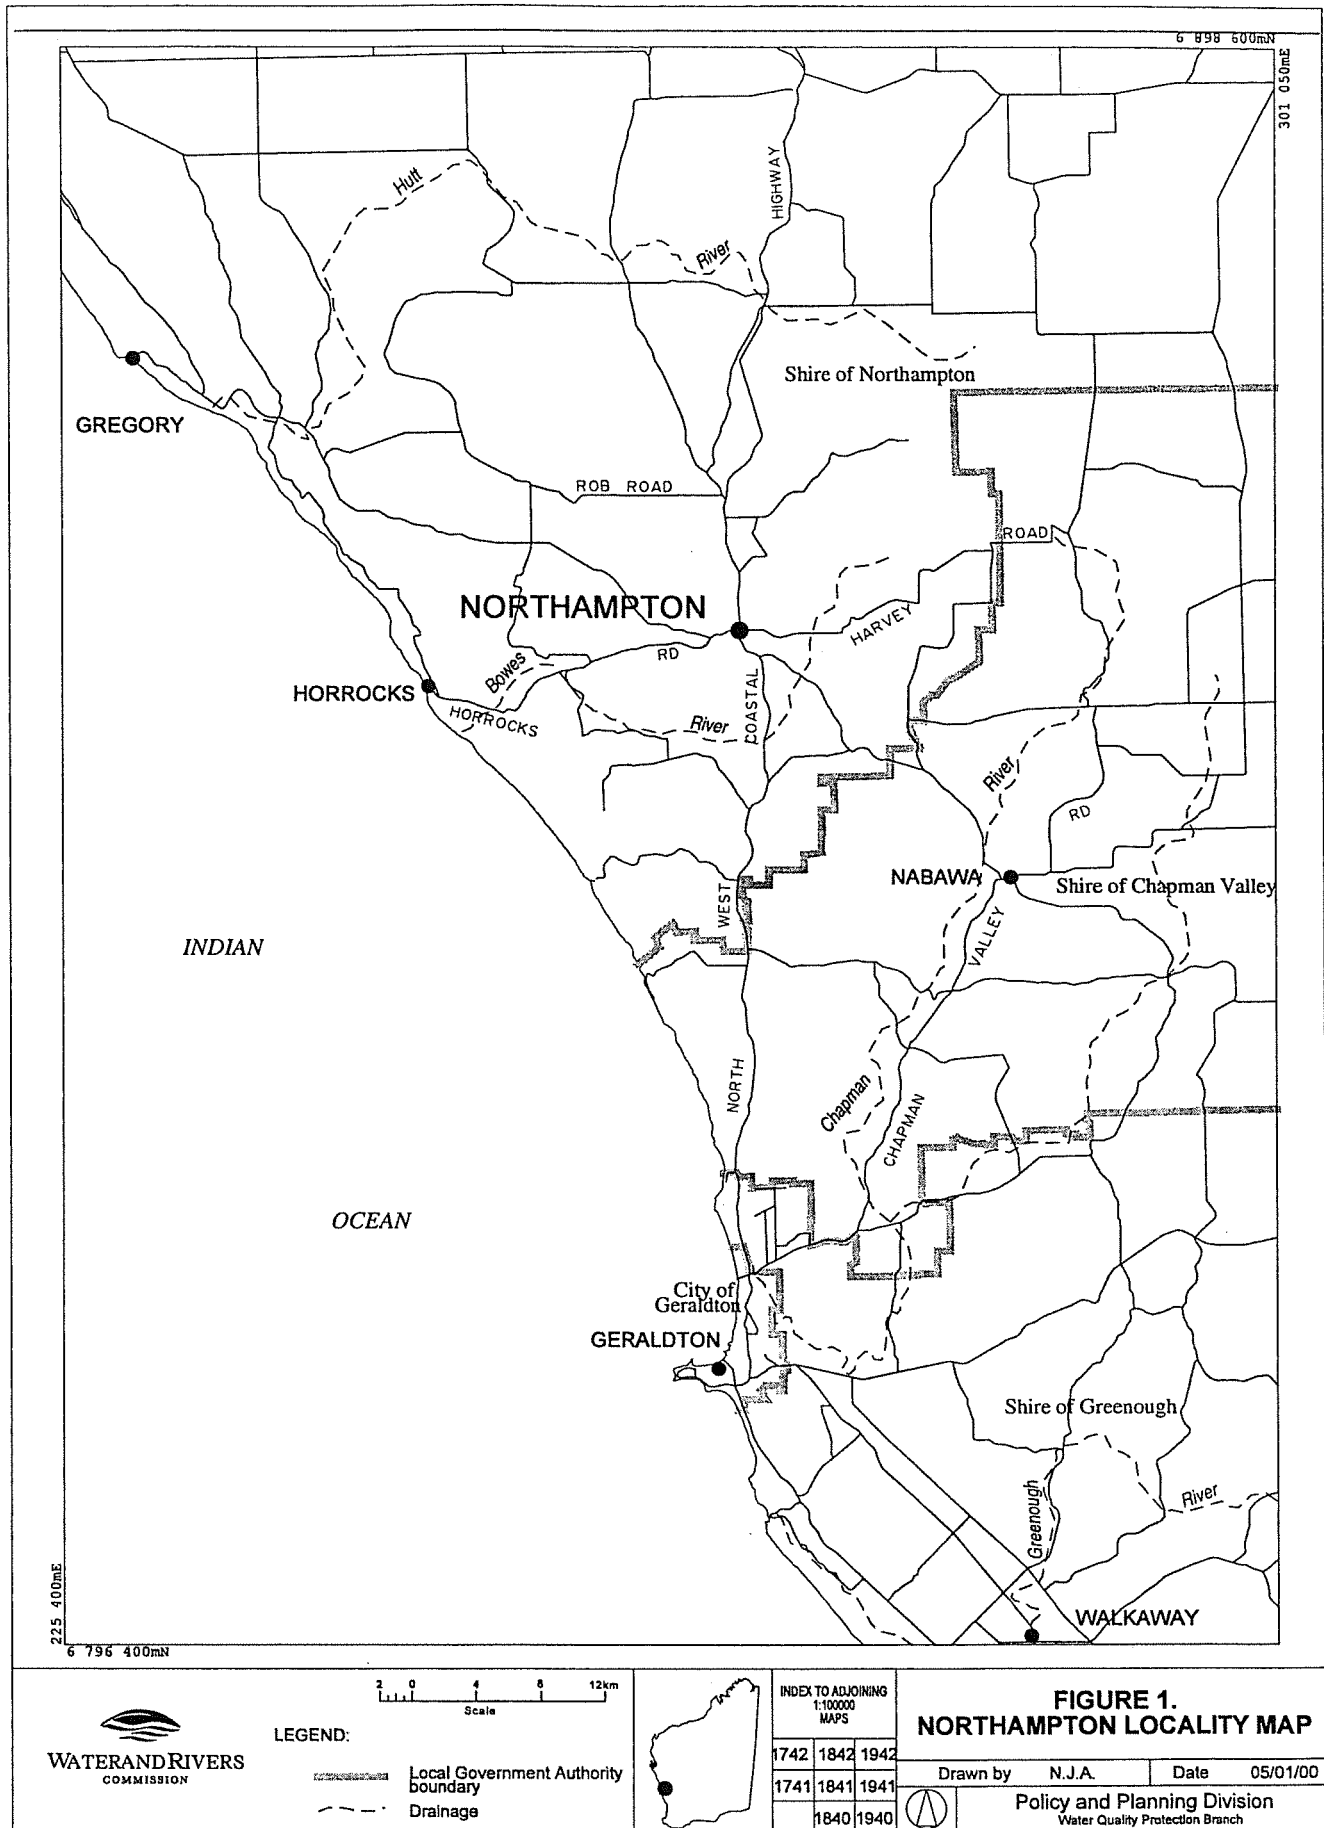 6 898 600mN
301 050mE
HIGHWAY
Hutt
River
Shire of Northampton
GREGORY
ROB ROAD
ROAD
NORTHAMPTON
HARVEY
RD
Bowes
COASTAL
HORROCKS
HORROCKS
River
River
RD
NABAWA
Shire of Chapman Valley
WEST
VALLEY
INDIAN
NORTH
Chapman
CHAPMAN
OCEAN
City of
Geraldton
GERALDTON
Shire of Greenough
Greenough
River
WALKAWAY
225 400mE
6 796 400mN
2 0 4 8 12km
Scale
WATER AND RIVERS
COMMISSION
LEGEND:
Local Government Authority
boundary
Drainage
INDEX TO ADJOINING
1:100000
MAPS
1742 1842 1942
1741 1841 1941
1840 1940
FIGURE 1.
NORTHAMPTON LOCALITY MAP
Drawn by N.J.A. Date 05/01/00
Policy and Planning Division
Water Quality Protection Branch